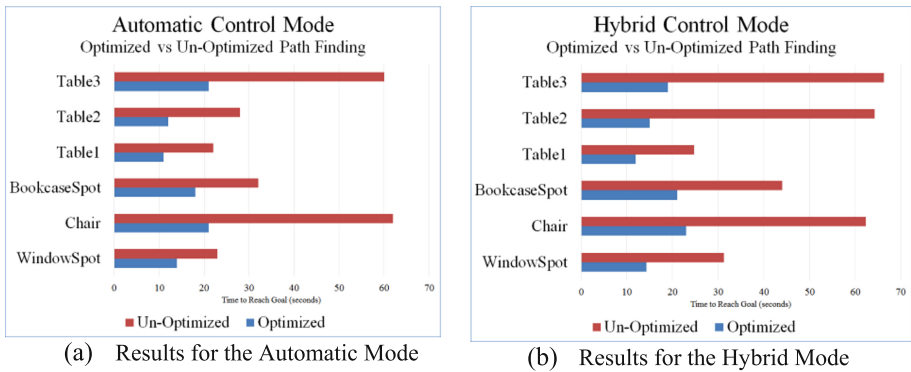 Automatic Control Mode
Optimized vs Un-Optimized Path Finding
Table3
Table2
Table1
BookcaseSpot
Chair
WindowSpot
0 10 20 30 40 50 60 70
Time to Reach Goal (seconds)
Un-Optimized Optimized
(a) Results for the Automatic Mode
Hybrid Control Mode
Optimized vs Un-Optimized Path Finding
Table3
Table2
Table1
BookcaseSpot
Chair
WindowSpot
0 10 20 30 40 50 60 70
Time to Reach Goal (seconds)
Un-Optimized Optimized
(b) Results for the Hybrid Mode